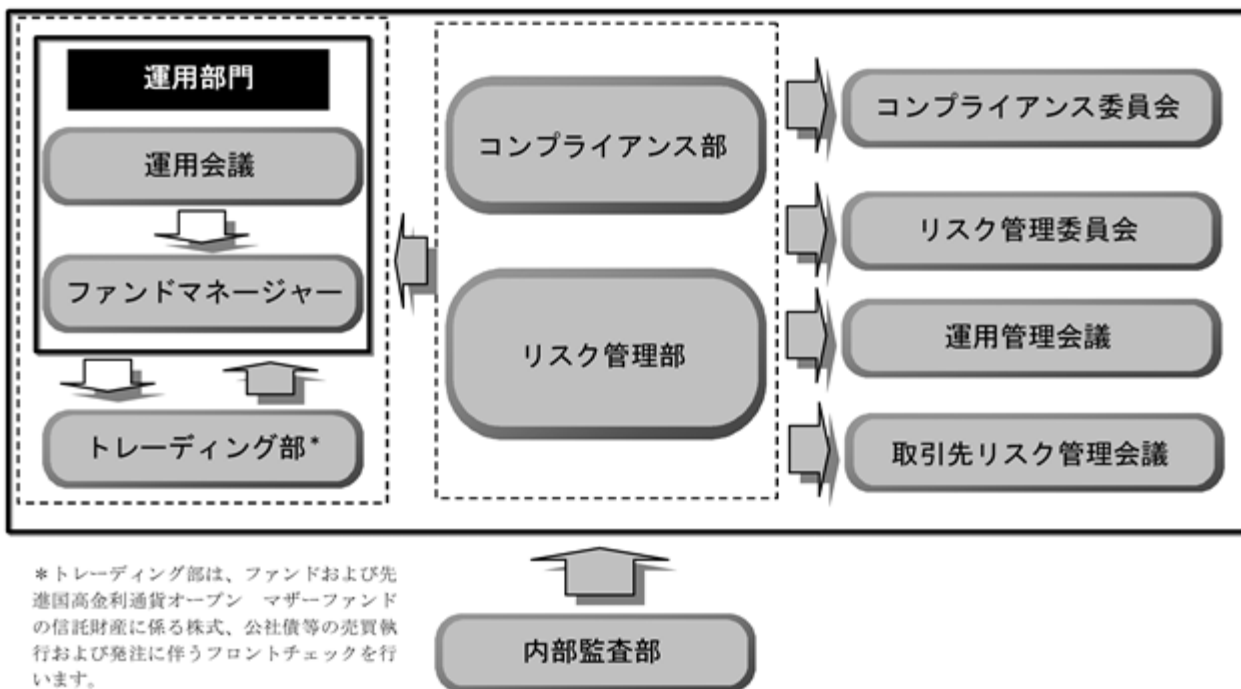 運用部門
運用会議
ファンドマネージャー
トレーディング部*
コンプライアンス部
リスク管理部
コンプライアンス委員会
リスク管理委員会
運用管理会議
取引先リスク管理会議
*トレーディング部は、ファンドおよび先
進国高金利通貨オープン　マザーファンド
の信託財産に係る株式、公社債等の売買執
行および発注に伴うフロントチェックを行
います。
内部監査部